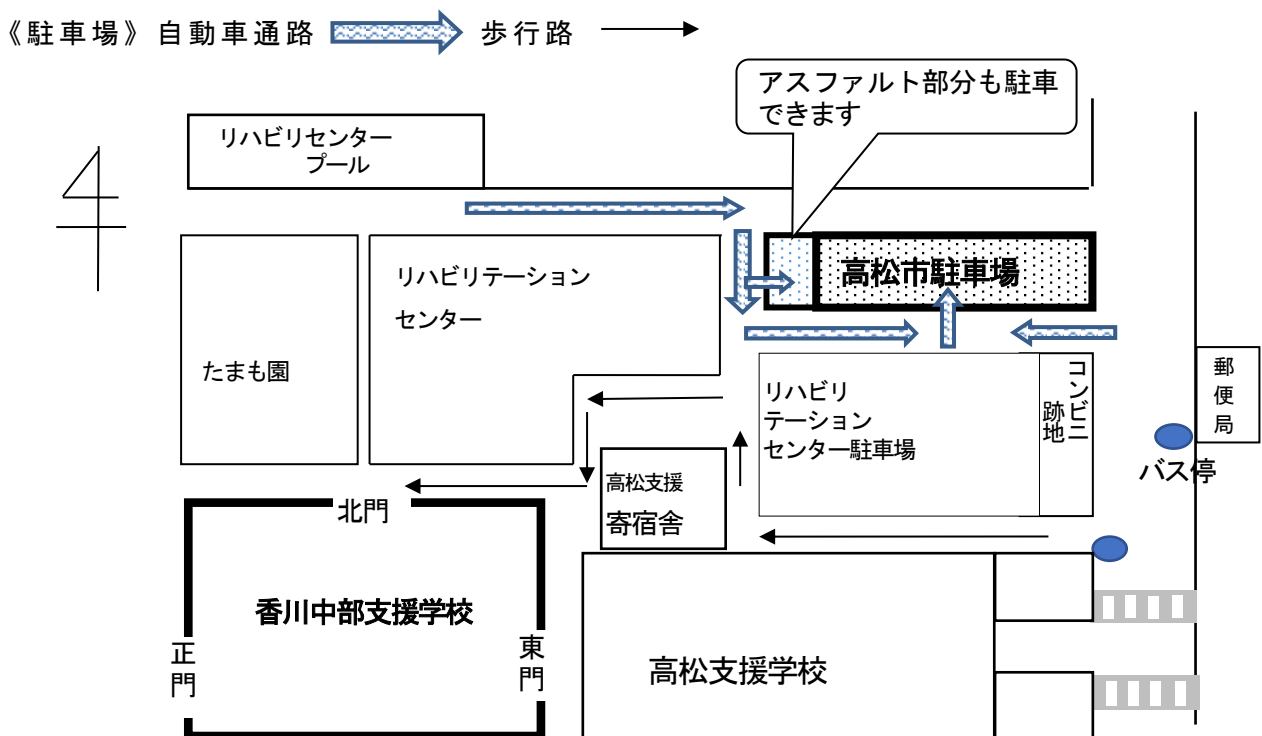 《駐車場》自動車通路 歩行路
アスファルト部分も駐車
できます
リハビリセンター
プール
リハビリテーション
センター
高松市駐車場
たまも園
リハビリ
テーション
センター駐車場
コンビニ
跡地
郵便局
バス停
高松支援
寄宿舎
北門
香川中部支援学校
正門
東門
高松支援学校